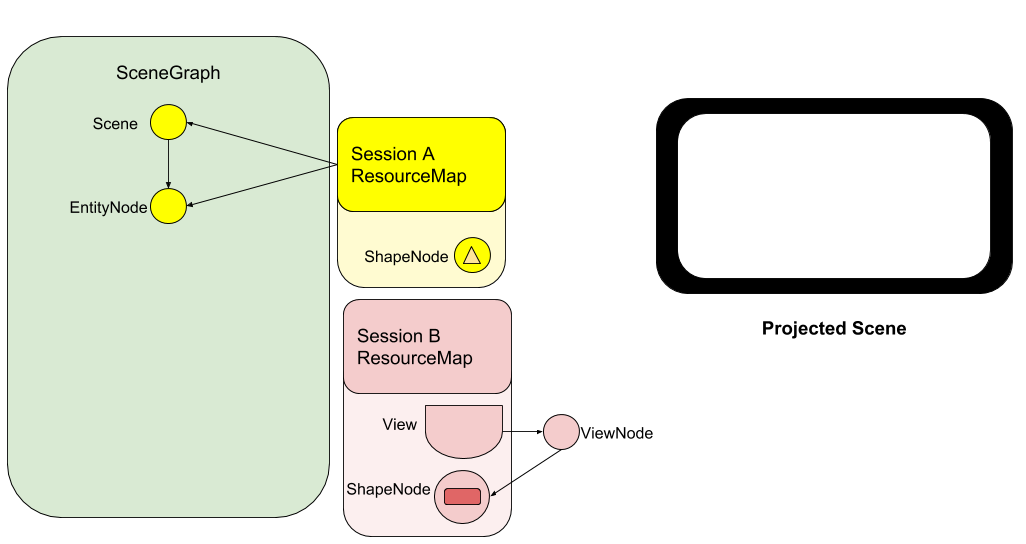 SceneGraph
Scene
EntityNode
Session A
ResourceMap
ShapeNode
Session B
ResourceMap
View
ViewNode
ShapeNode
Projected Scene